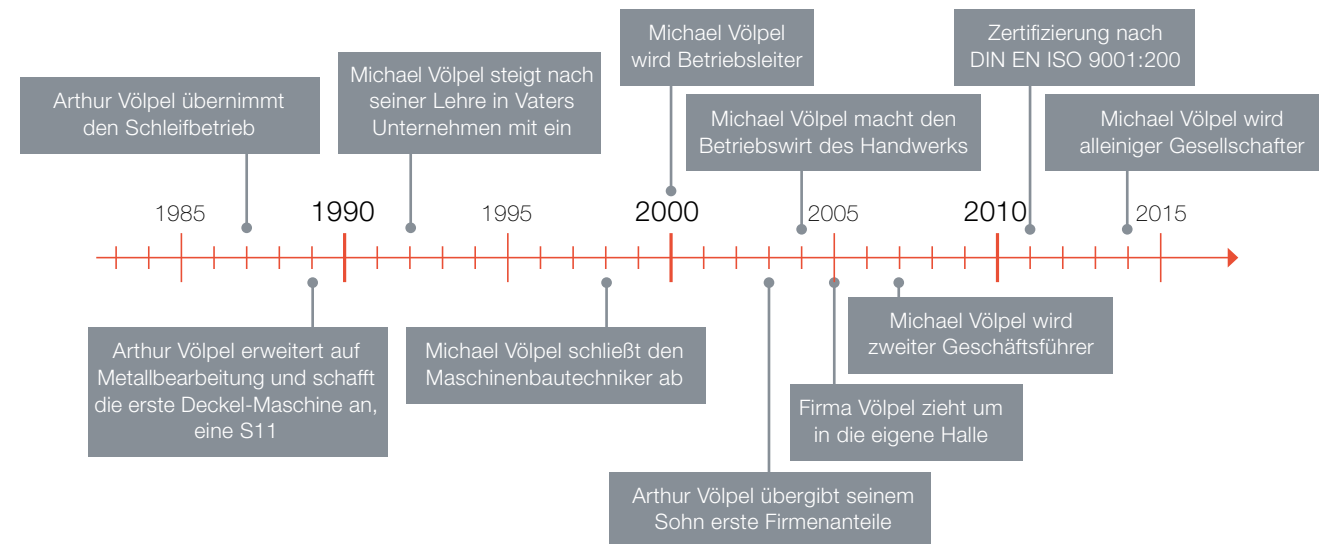 Michael Völpel
wird Betriebsleiter
Zertifizierung nach
DIN EN ISO 9001:200
Arthur Völpel übernimmt
den Schleifbetrieb
Michael Völpel steigt nach
seiner Lehre in Vaters
Unternehmen mit ein
Michael Völpel macht den
Betriebswirt des Handwerks
Michael Völpel wird
alleiniger Gesellschafter
1985
1990
1995
2000
2005
2010
2015
Arthur Völpel erweitert auf
Metallbearbeitung und schafft
die erste Deckel-Maschine an,
eine S11
Michael Völpel schließt den
Maschinenbautechniker ab
Michael Völpel wird
zweiter Geschäftsführer
Firma Völpel zieht um
in die eigene Halle
Arthur Völpel übergibt seinem
Sohn erste Firmenanteile